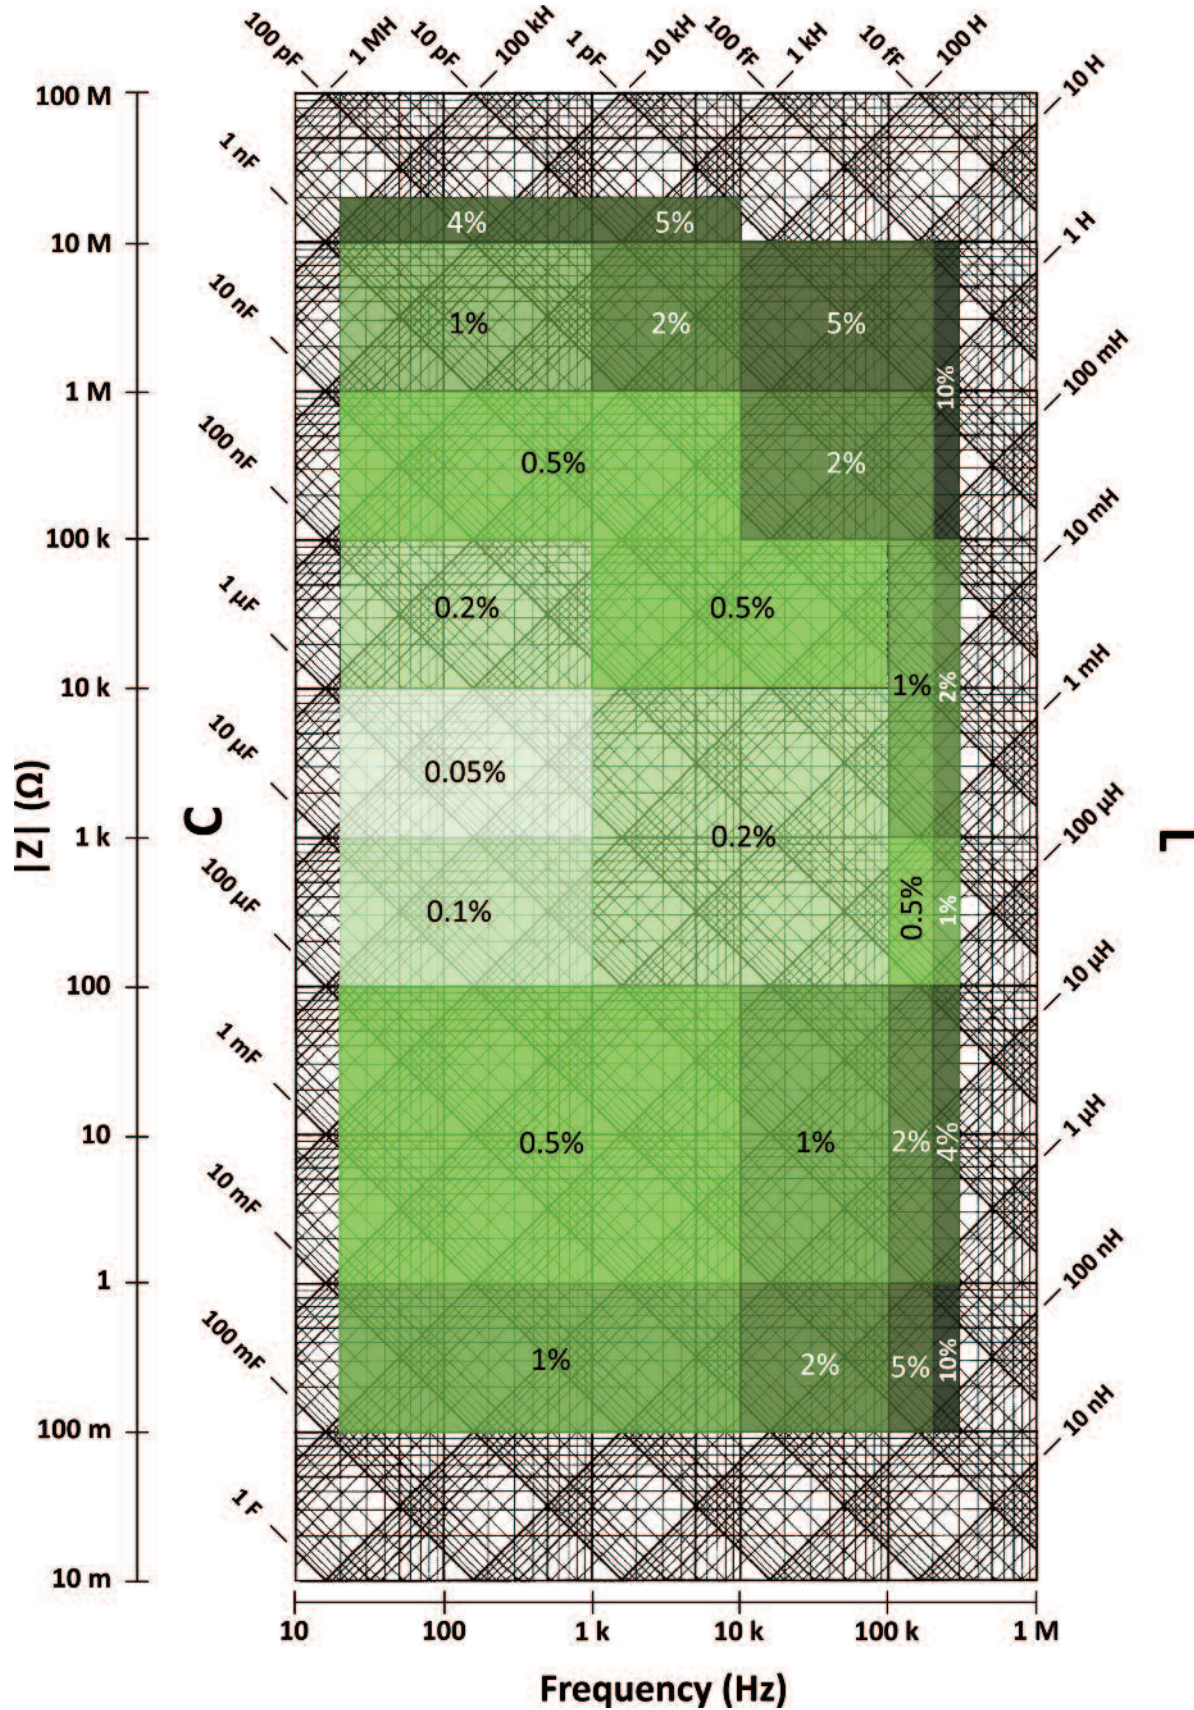 100 pF
1 MH
10 pF
100 kH
1 pF
10 kH
100 fF
1 kH
10 fF
100 H
10 H
1 H
100 mH
10 mH
1 mH
100 µH
10 µH
1 µH
100 nH
10 nH
L
1 nF
10 nF
100 nF
1 µF
10 µF
100 µF
1 mF
10 mF
100 mF
1 F
C
|Z| (Ω)
100 M
10 M
1 M
100 k
10 k
1 k
100
10
1
100 m
10 m
4%
5%
1%
2%
5%
10%
0.5%
2%
0.2%
0.5%
1%
2%
0.05%
0.2%
0.1%
0.5%
1%
0.5%
1%
2%
4%
1%
2%
5%
10%
10
100
1 k
10 k
100 k
1 M
Frequency (Hz)